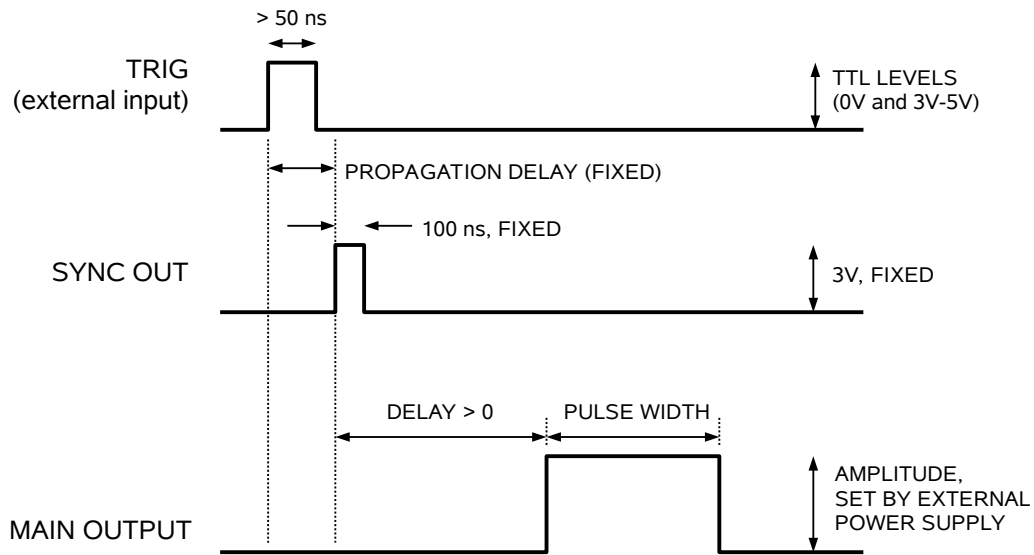 > 50 ns
TRIG
(external input)
TTL LEVELS
(0V and 3V-5V)
PROPAGATION DELAY (FIXED)
100 ns, FIXED
SYNC OUT
3V, FIXED
DELAY > 0
PULSE WIDTH
AMPLITUDE,
SET BY EXTERNAL
POWER SUPPLY
MAIN OUTPUT